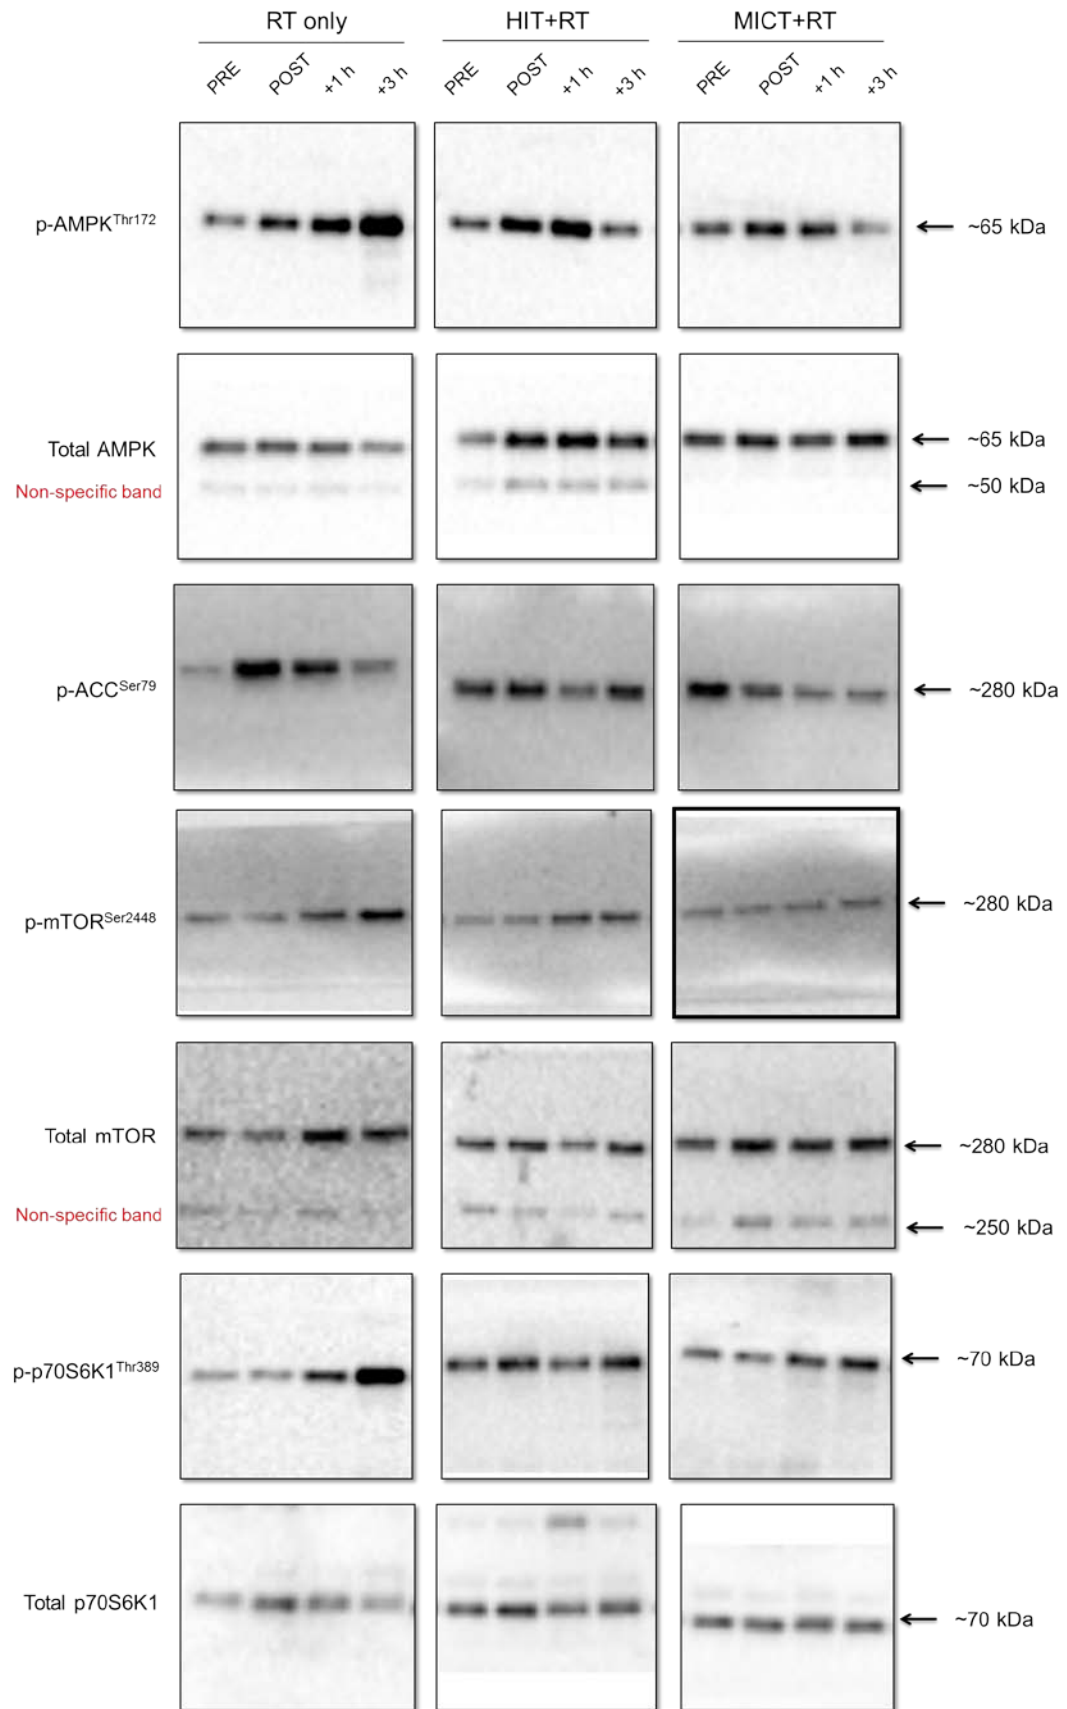 RT only HIT+RT MICT+RT
PRE POST +1 h +3 h PRE POST +1 h +3 h PRE POST +1 h +3 h
p-AMPKThr172 ~65 kDa
Total AMPK ~65 kDa
Non-specific band ~50 kDa
p-ACCSer79 ~280 kDa
p-mTORSer2448 ~280 kDa
Total mTOR ~280 kDa
Non-specific band ~250 kDa
p-p70S6K1Thr389 ~70 kDa
Total p70S6K1 ~70 kDa